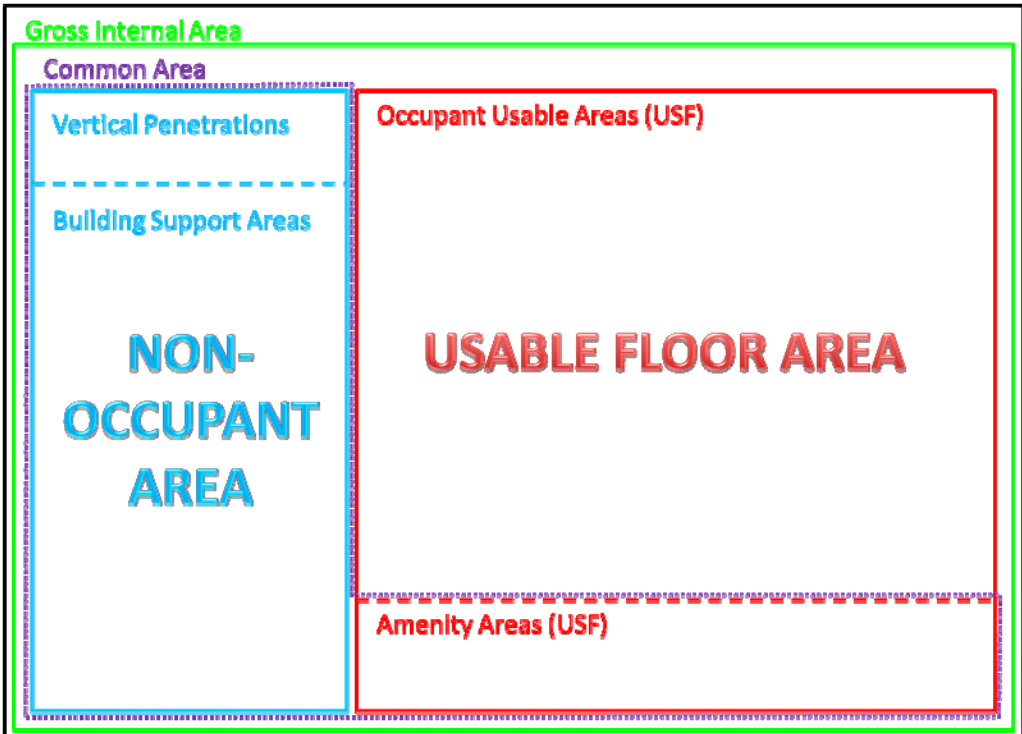 Gross Internal Area
Common Area
Vertical Penetrations
Building Support Areas
NON-
OCCUPANT
AREA
Occupant Usable Areas (USF)
USABLE FLOOR AREA
Amenity Areas (USF)